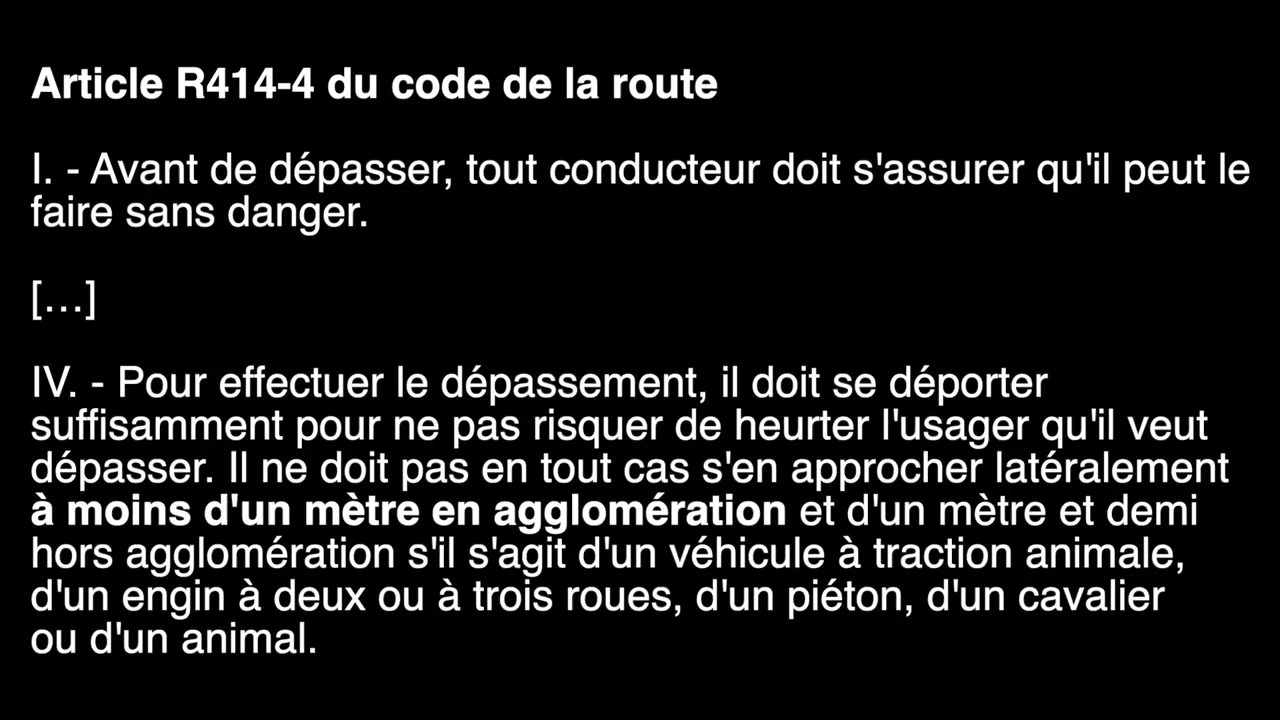 Article R414-4 du code de la route
I. - Avant de dépasser, tout conducteur doit s'assurer qu'il peut le
faire sans danger.
[…]
IV. - Pour effectuer le dépassement, il doit se déporter
suffisamment pour ne pas risquer de heurter l'usager qu'il veut
dépasser. Il ne doit pas en tout cas s'en approcher latéralement
à moins d'un mètre en agglomération et d'un mètre et demi
hors agglomération s'il s'agit d'un véhicule à traction animale,
d'un engin à deux ou à trois roues, d'un piéton, d'un cavalier
ou d'un animal.